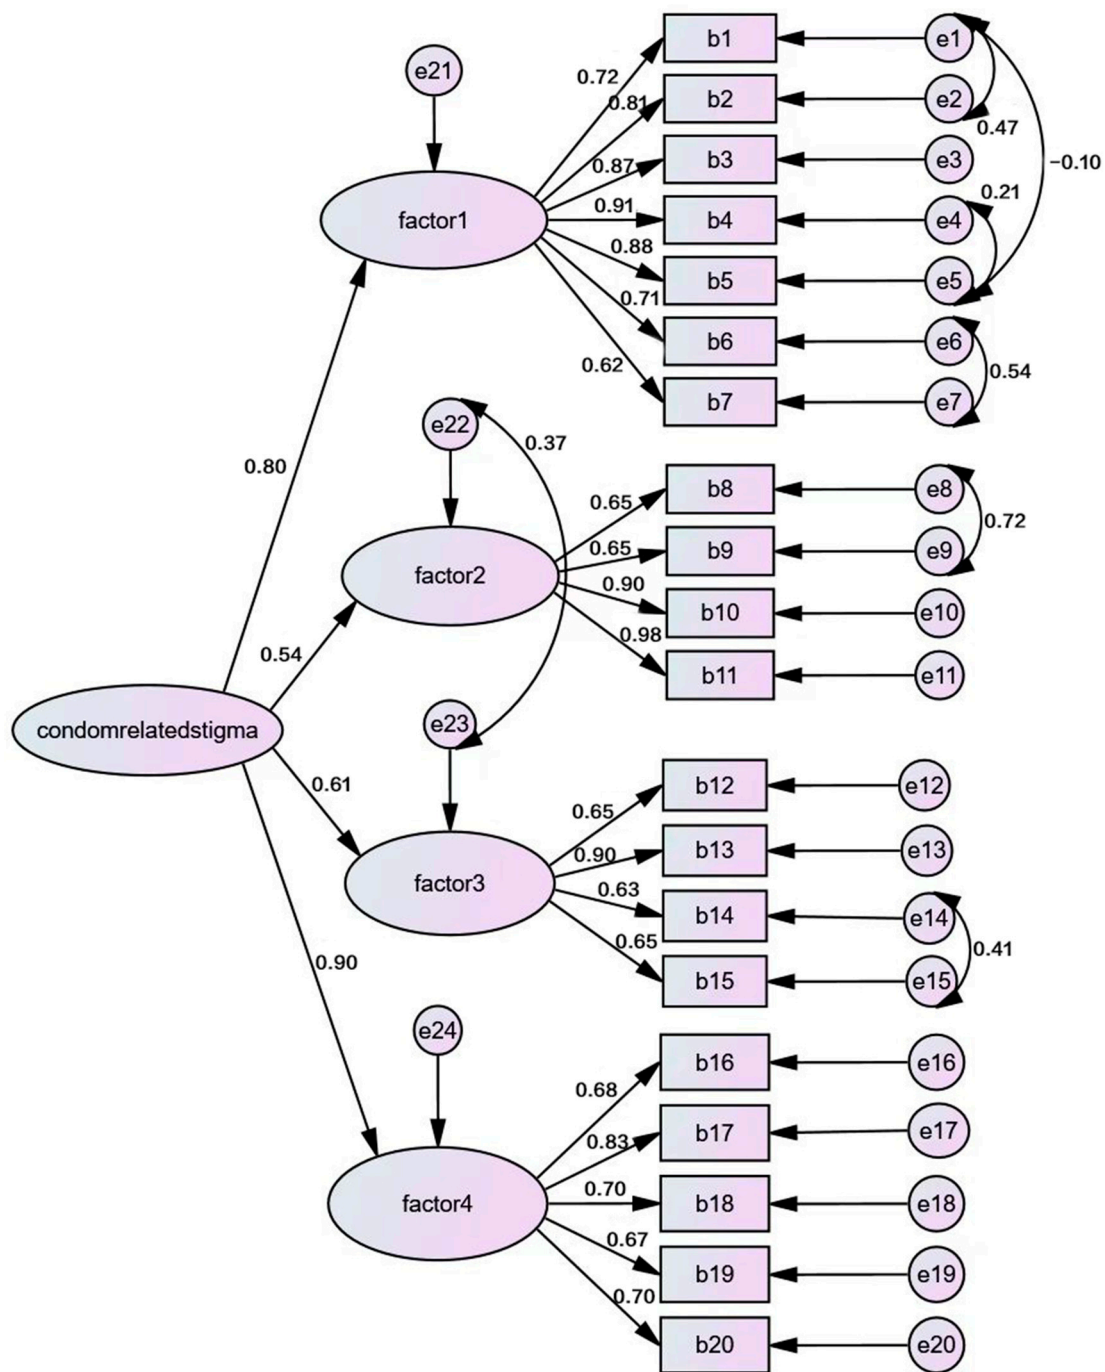 b1
e1
e21
0.72
b2
e2
0.81
0.47
b3
e3
0.87
−0.10
0.21
factor1
0.91
b4
e4
0.88
b5
e5
0.71
b6
e6
0.62
0.54
b7
e7
e22
0.37
0.80
b8
e8
0.65
0.72
0.65
b9
e9
factor2
0.90
b10
e10
0.98
0.54
b11
e11
e23
condomrelatedstigma
0.61
b12
e12
0.65
b13
e13
0.90
factor3
0.63
b14
e14
0.65
0.41
0.90
b15
e15
e24
b16
e16
0.68
b17
e17
0.83
0.70
factor4
b18
e18
0.67
b19
e19
0.70
b20
e20